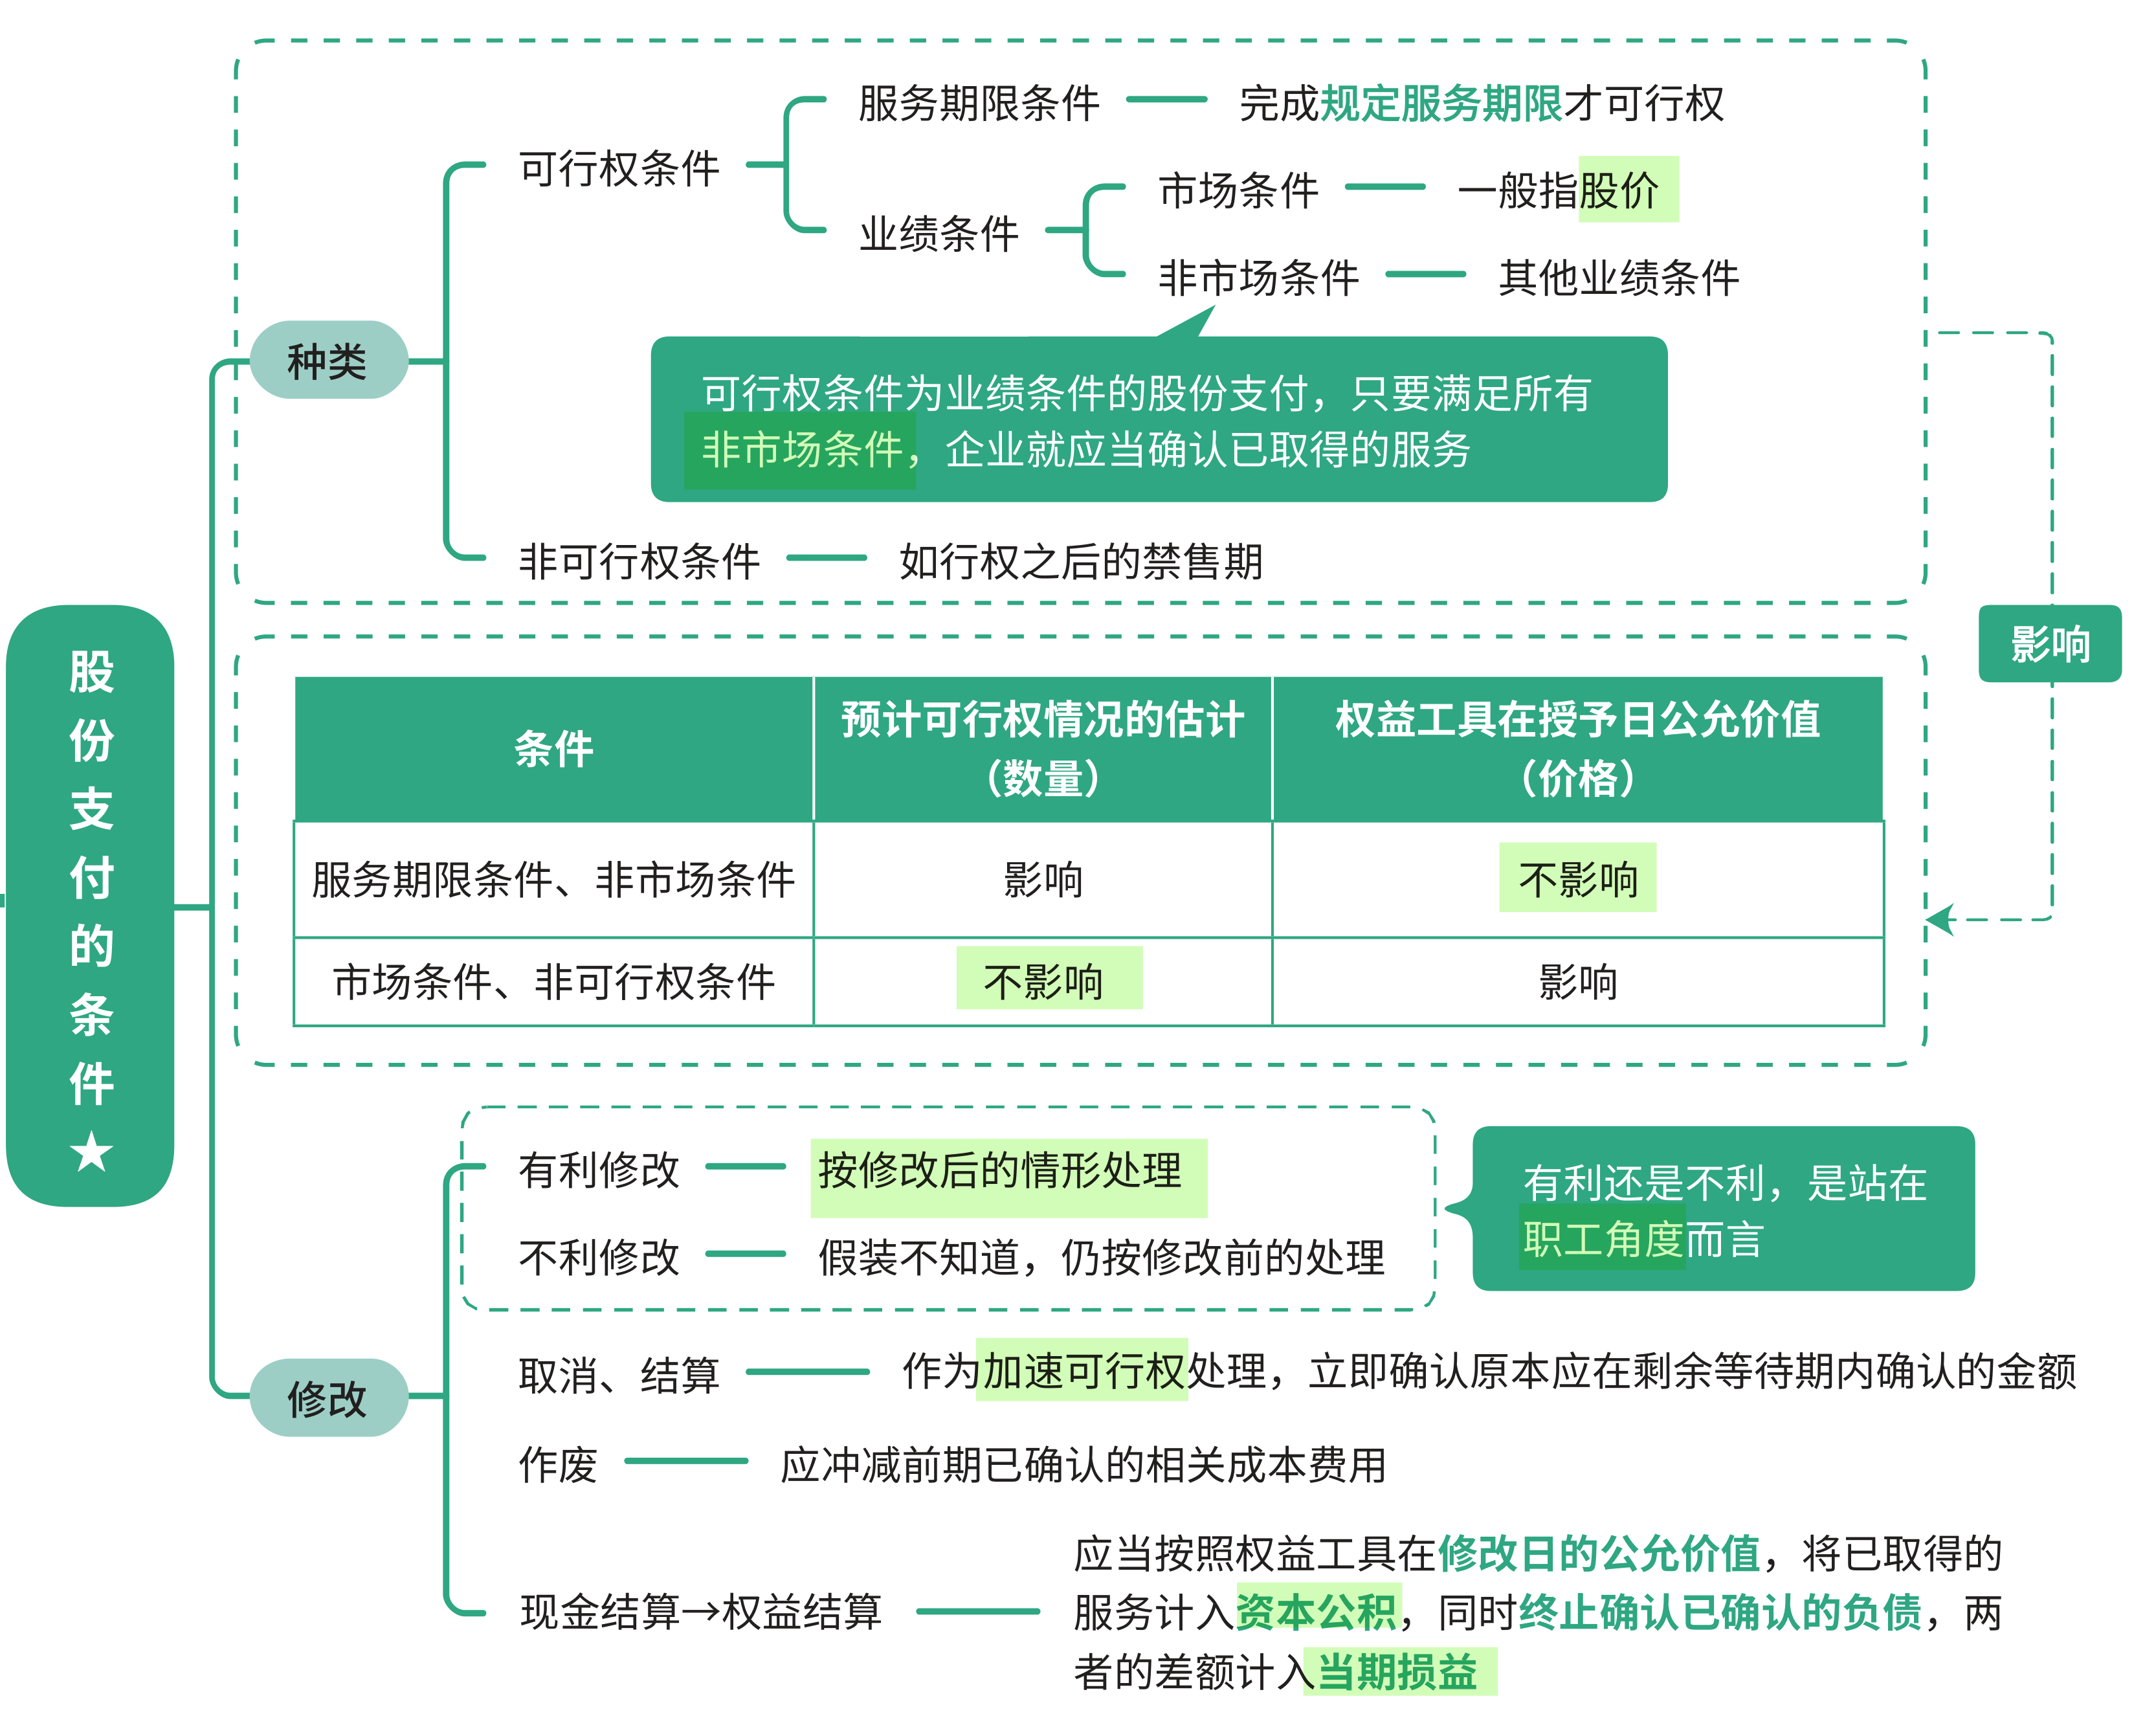 股份支付的条件★
种类
可行权条件
服务期限条件
完成规定服务期限才可行权
业绩条件
市场条件
一般指股价
非市场条件
其他业绩条件
可行权条件为业绩条件的股份支付，只要满足所有
非市场条件，企业就应当确认已取得的服务
非可行权条件
如行权之后的禁售期
影响
条件
预计可行权情况的估计
（数量）
权益工具在授予日公允价值
（价格）
服务期限条件、非市场条件
影响
不影响
市场条件、非可行权条件
不影响
影响
修改
有利修改
按修改后的情形处理
不利修改
假装不知道，仍按修改前的处理
有利还是不利，是站在
职工角度而言
取消、结算
作为加速可行权处理，立即确认原本应在剩余等待期内确认的金额
作废
应冲减前期已确认的相关成本费用
现金结算→权益结算
应当按照权益工具在修改日的公允价值，将已取得的
服务计入资本公积，同时终止确认已确认的负债，两
者的差额计入当期损益